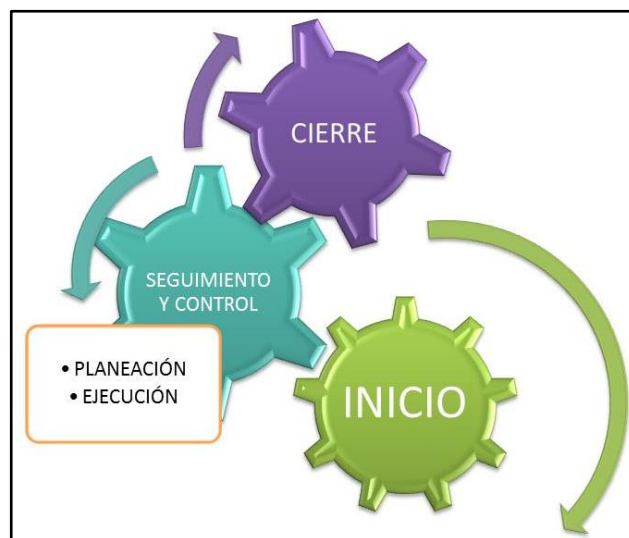 CIERRE
SEGUIMIENTO
Y CONTROL
• PLANEACIÓN
• EJECUCIÓN
INICIO